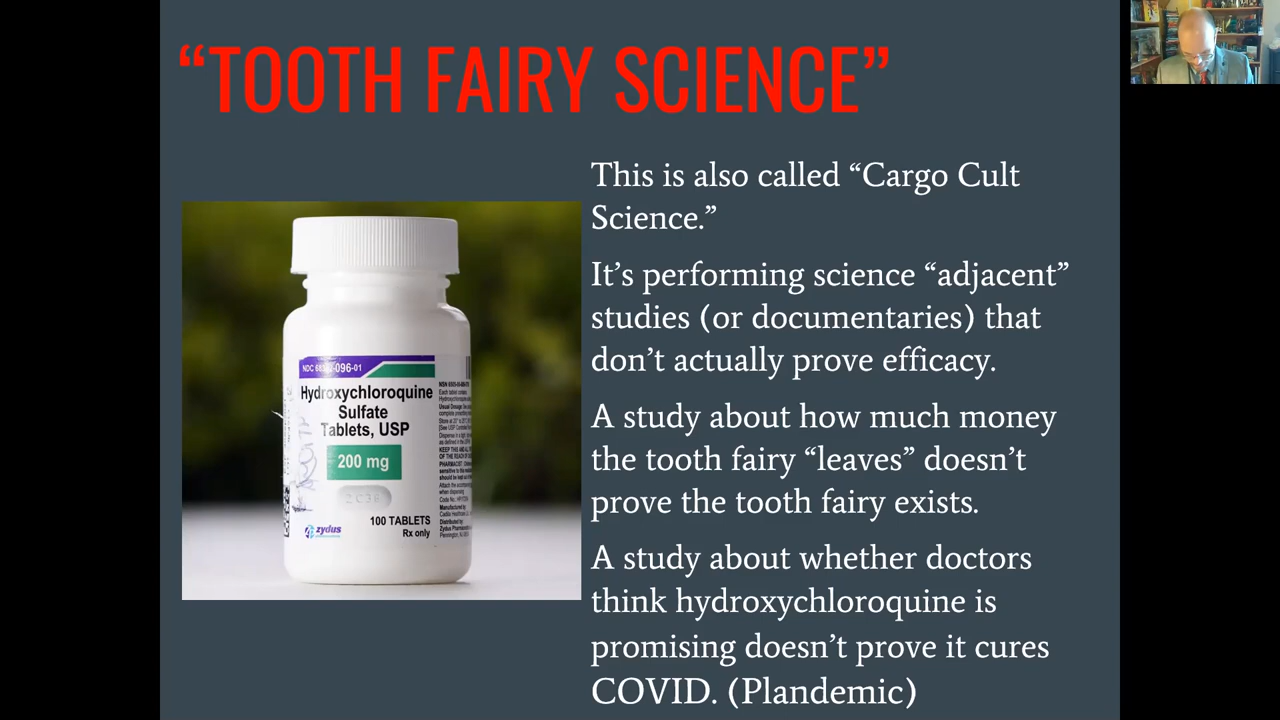 “TOOTH FAIRY SCIENCE”
This is also called “Cargo Cult
Science.”
It’s performing science “adjacent”
studies (or documentaries) that
don’t actually prove efficacy.
A study about how much money
the tooth fairy “leaves” doesn’t
prove the tooth fairy exists.
A study about whether doctors
think hydroxychloroquine is
promising doesn’t prove it cures
COVID. (Plandemic)
Hydroxychloroquine
Sulfate
Tablets, USP
200 mg
100 TABLETS
Rx only
zydus